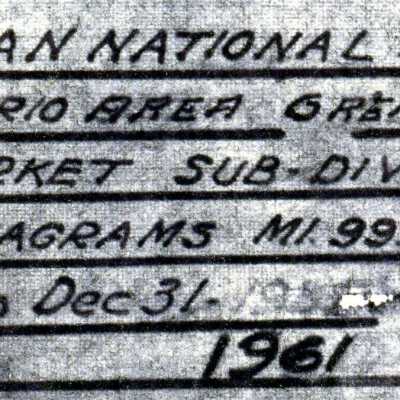 AN NATIONAL
RIO AREA GRE
RKET SUB-DIV
AGRAMS MI. 99
Dec 31-
1961